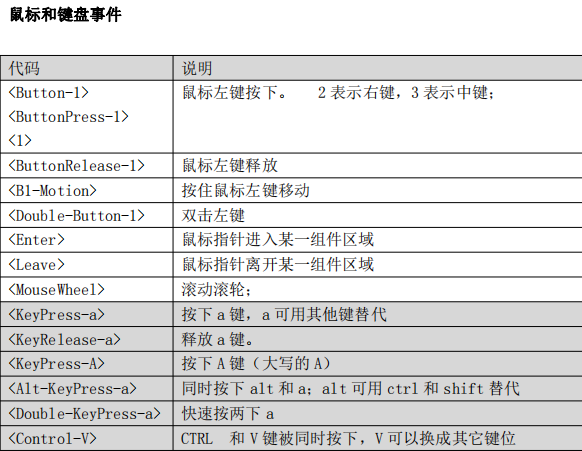 鼠标和键盘事件
代码 说明
<Button-1> 鼠标左键按下。 2 表示右键，3 表示中键；
<ButtonPress-1>
<1>
<ButtonRelease-1> 鼠标左键释放
<B1-Motion> 按住鼠标左键移动
<Double-Button-1> 双击左键
<Enter> 鼠标指针进入某一组件区域
<Leave> 鼠标指针离开某一组件区域
<MouseWheel> 滚动滚轮；
<KeyPress-a> 按下 a 键，a 可用其他键替代
<KeyRelease-a> 释放 a 键。
<KeyPress-A> 按下 A 键（大写的 A）
<Alt-KeyPress-a> 同时按下 alt 和 a；alt 可用 ctrl 和 shift 替代
<Double-KeyPress-a> 快速按两下 a
<Control-V> CTRL 和 V 键被同时按下，V 可以换成其它键位